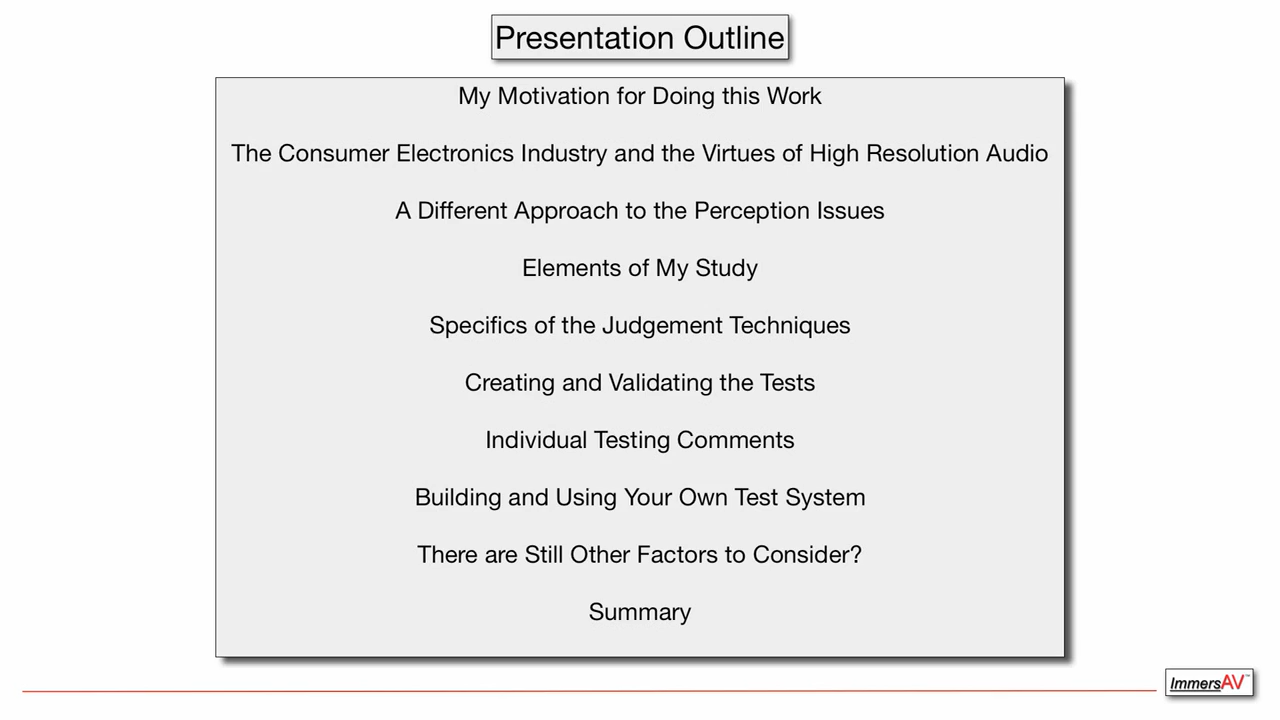 Presentation Outline
My Motivation for Doing this Work
The Consumer Electronics Industry and the Virtues of High Resolution Audio
A Different Approach to the Perception Issues
Elements of My Study
Specifics of the Judgement Techniques
Creating and Validating the Tests
Individual Testing Comments
Building and Using Your Own Test System
There are Still Other Factors to Consider?
Summary
ImmersAV™